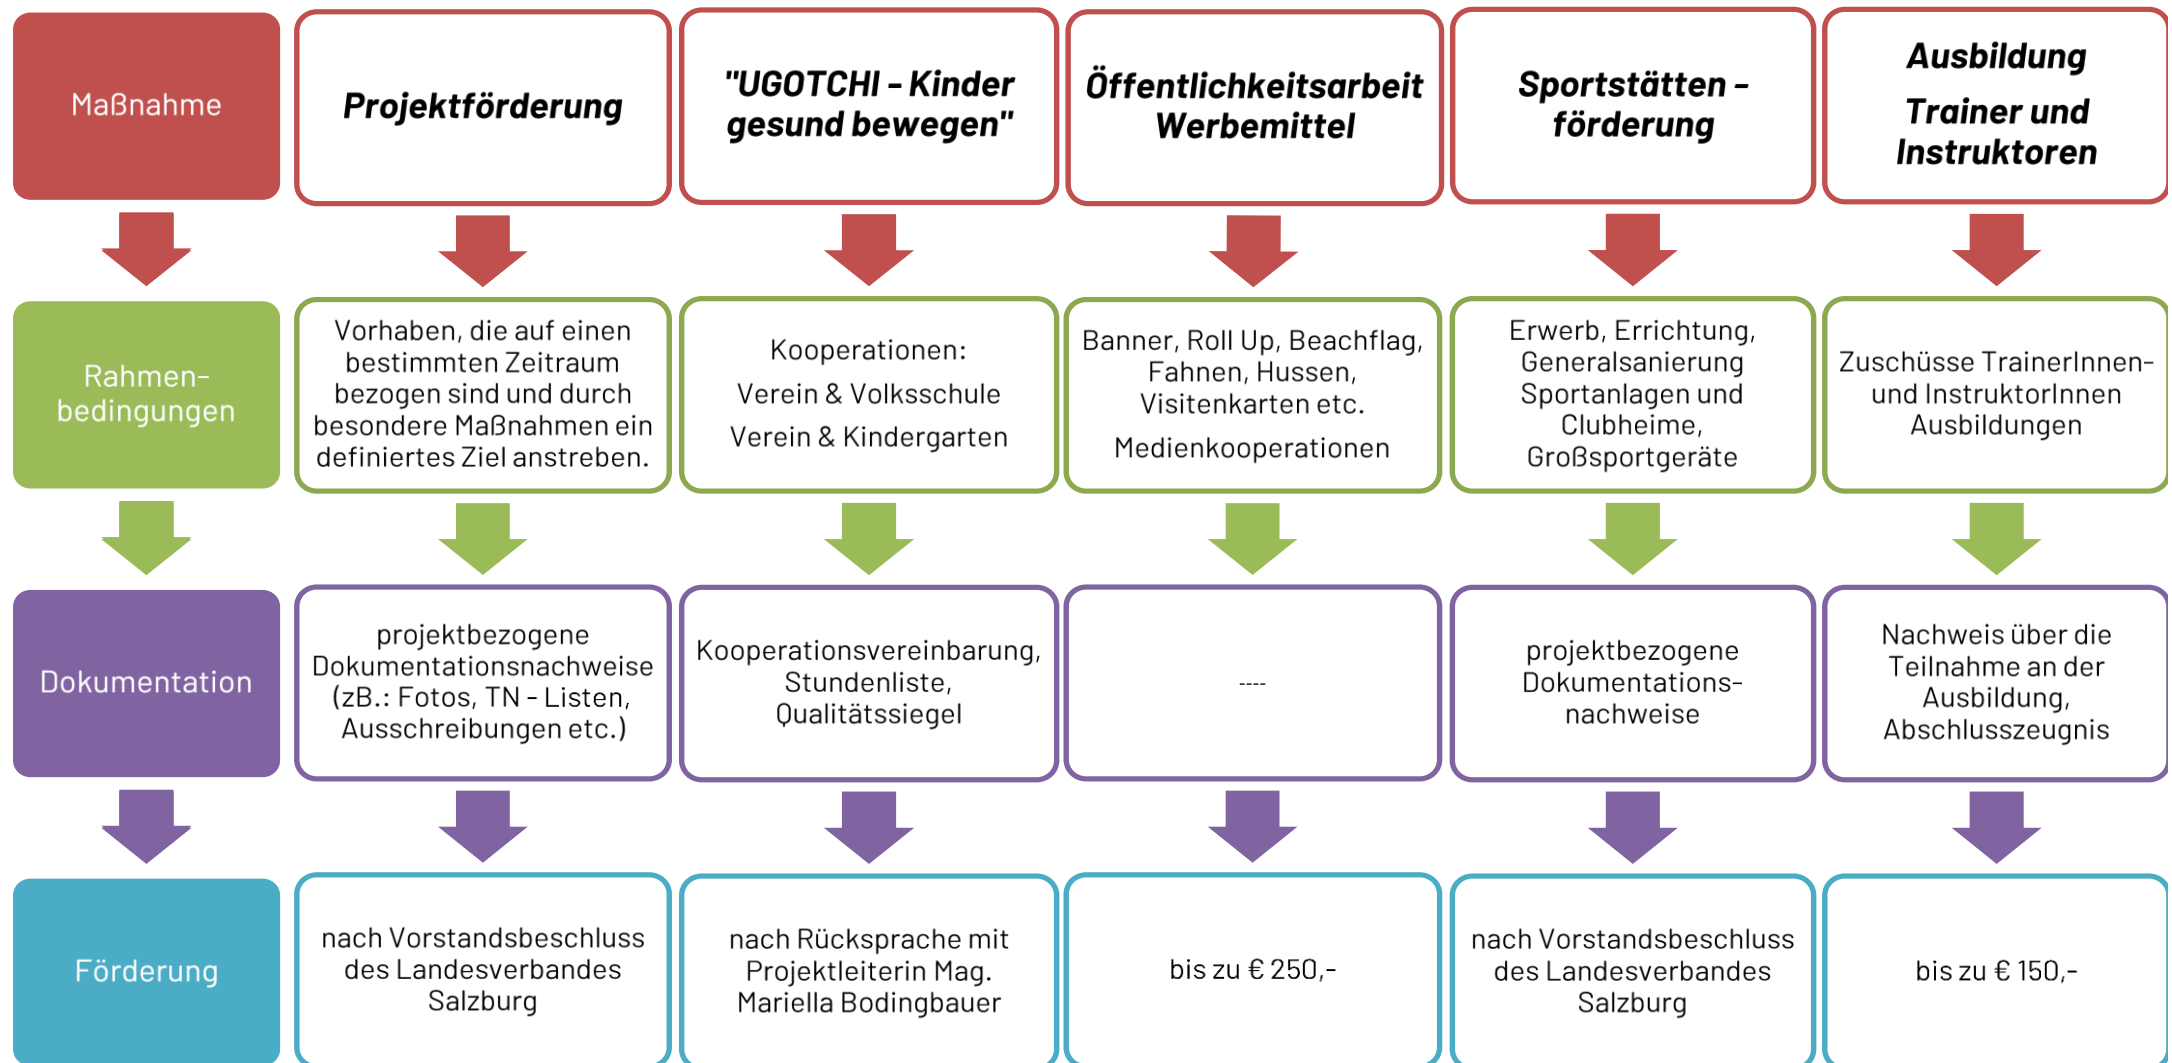 Maßnahme
Projektförderung
"UGOTCHI - Kinder
gesund bewegen"
Öffentlichkeitsarbeit
Werbemittel
Sportstätten -
förderung
Ausbildung
Trainer und
Instruktoren
Rahmen-
bedingungen
Vorhaben, die auf einen
bestimmten Zeitraum
bezogen sind und durch
besondere Maßnahmen ein
definiertes Ziel anstreben.
Kooperationen:
Verein & Volksschule
Verein & Kindergarten
Banner, Roll Up, Beachflag,
Fahnen, Hussen,
Visitenkarten etc.
Medienkooperationen
Erwerb, Errichtung,
Generalsanierung
Sportanlagen und
Clubheime,
Großsportgeräte
Zuschüsse TrainerInnen-
und InstruktorInnen
Ausbildungen
Dokumentation
projektbezogene
Dokumentationsnachweise
(zB.: Fotos, TN - Listen,
Ausschreibungen etc.)
Kooperationsvereinbarung,
Stundenliste,
Qualitätssiegel
----
projektbezogene
Dokumentations-
nachweise
Nachweis über die
Teilnahme an der
Ausbildung,
Abschlusszeugnis
Förderung
nach Vorstandsbeschluss
des Landesverbandes
Salzburg
nach Rücksprache mit
Projektleiterin Mag.
Mariella Bodingbauer
bis zu € 250,-
nach Vorstandsbeschluss
des Landesverbandes
Salzburg
bis zu € 150,-